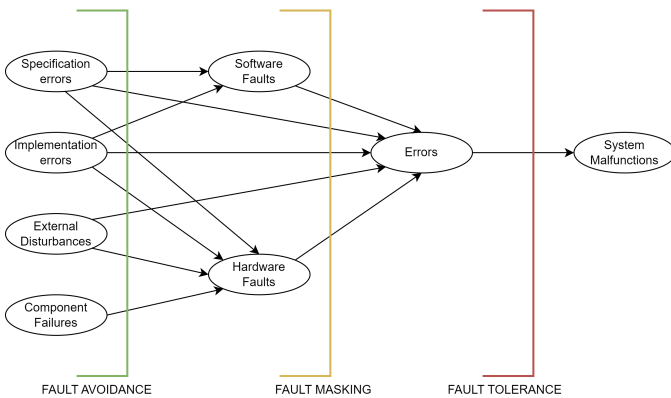 Specification
errors
Software
Faults
Implementation
errors
Errors
System
Malfunctions
External
Disturbances
Hardware
Faults
Component
Failures
FAULT AVOIDANCE
FAULT MASKING
FAULT TOLERANCE